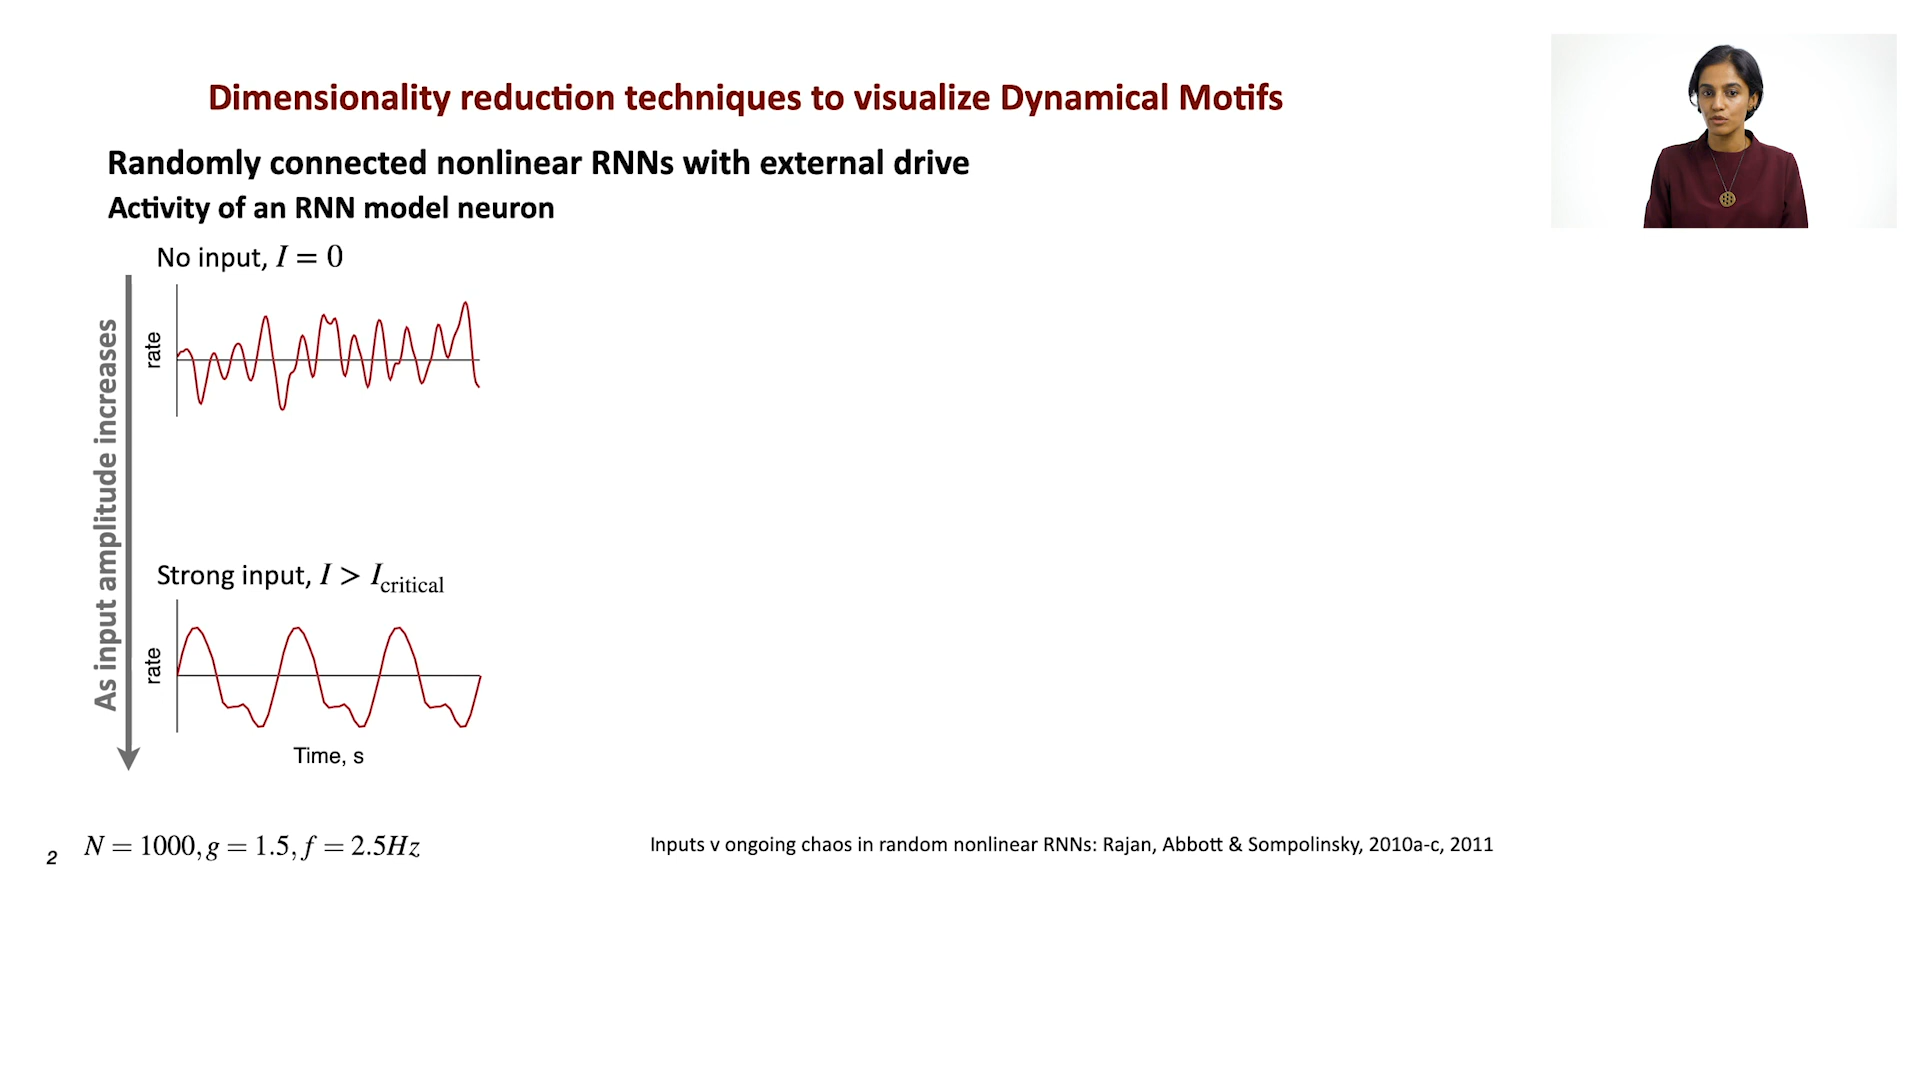 Dimensionality reduction techniques to visualize Dynamical Motifs
Randomly connected nonlinear RNNs with external drive
Activity of an RNN model neuron
No input, I = 0
As input amplitude increases
rate
Strong input, I > I_critical
rate
Time, s
2
N = 1000, g = 1.5, f = 2.5Hz
Inputs v ongoing chaos in random nonlinear RNNs: Rajan, Abbott & Sompolinsky, 2010a-c, 2011